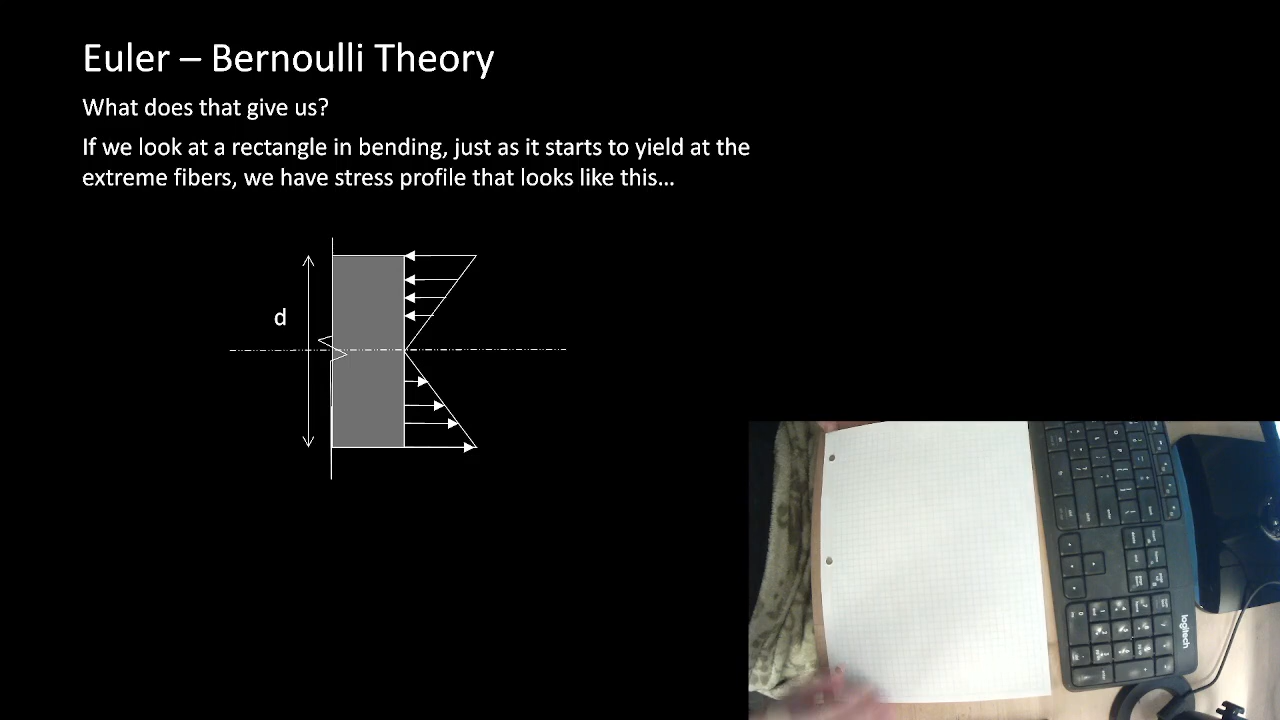 Euler – Bernoulli Theory
What does that give us?
If we look at a rectangle in bending, just as it starts to yield at the
extreme fibers, we have stress profile that looks like this…
d
logitech